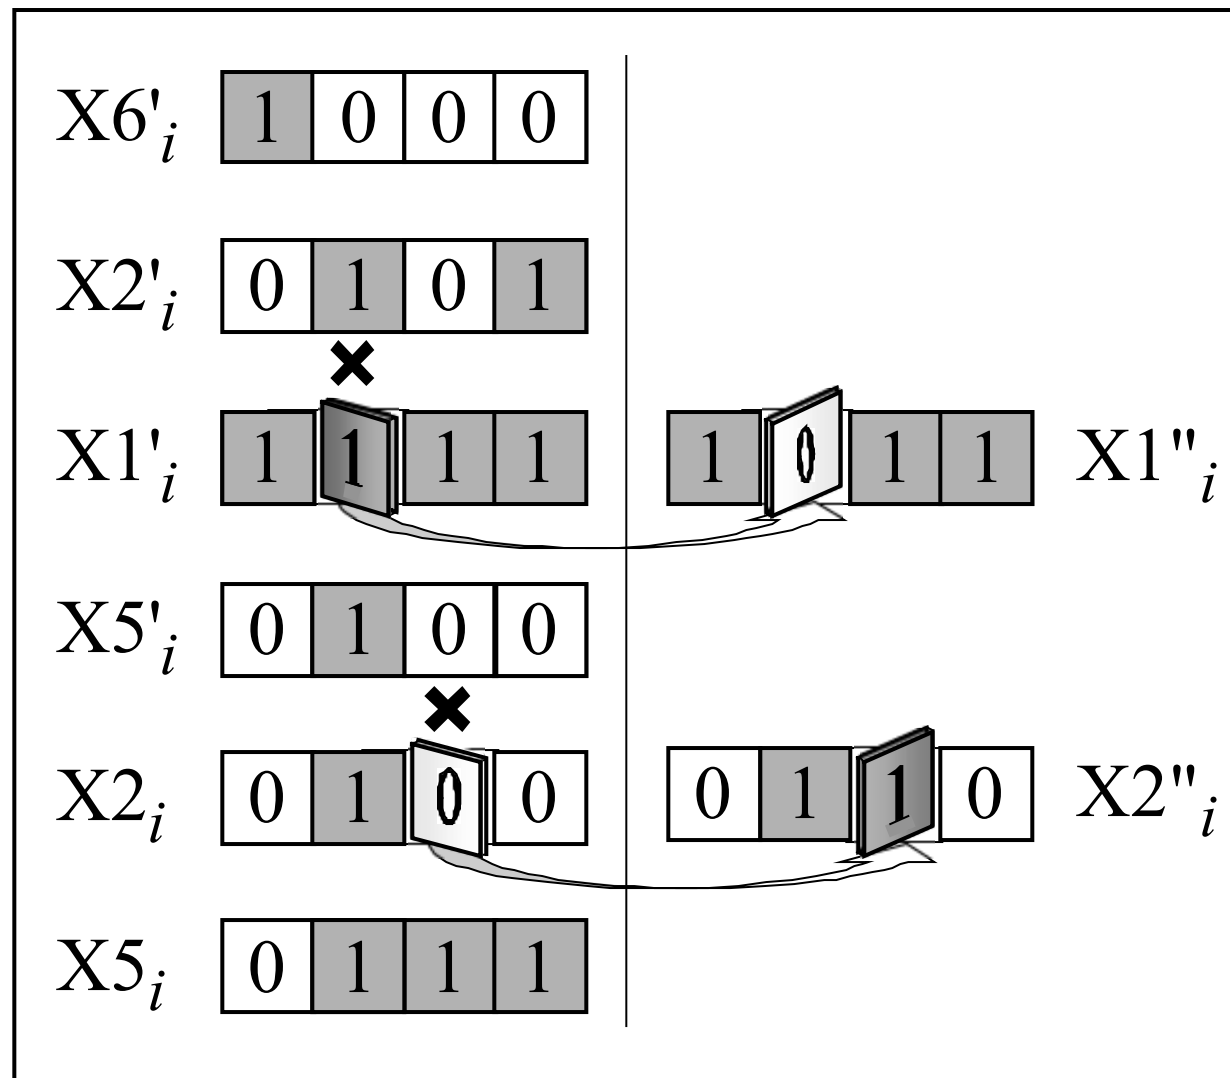 X6'i 1 0 0 0
X2'i 0 1 0 1
X1'i 1 1 1 1 1 0 1 1 X1"i
X5'i 0 1 0 0
X2i 0 1 0 0 0 1 1 0 X2"i
X5i 0 1 1 1